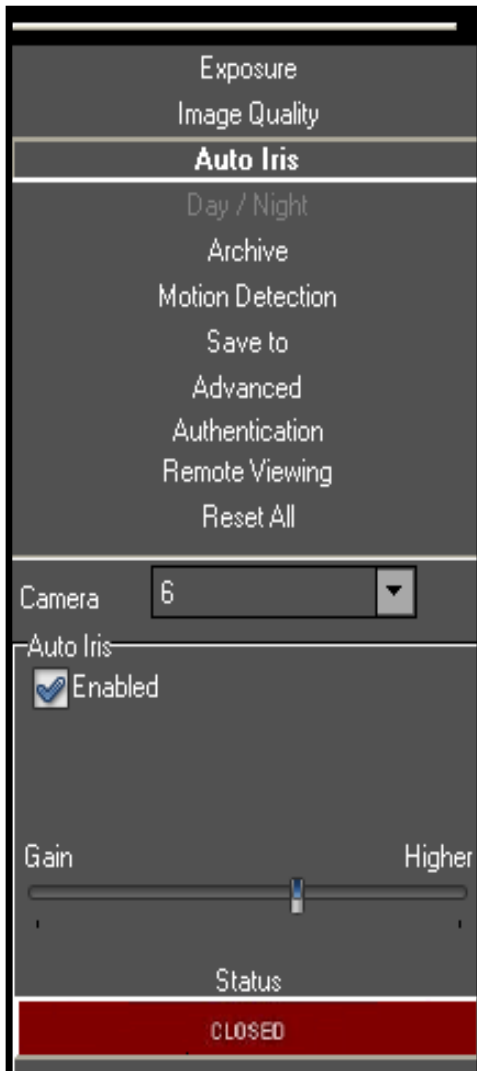 Exposure
Image Quality
Auto Iris
Day / Night
Archive
Motion Detection
Save to
Advanced
Authentication
Remote Viewing
Reset All
Camera 6
Auto Iris
Enabled
Gain Higher
Status
CLOSED